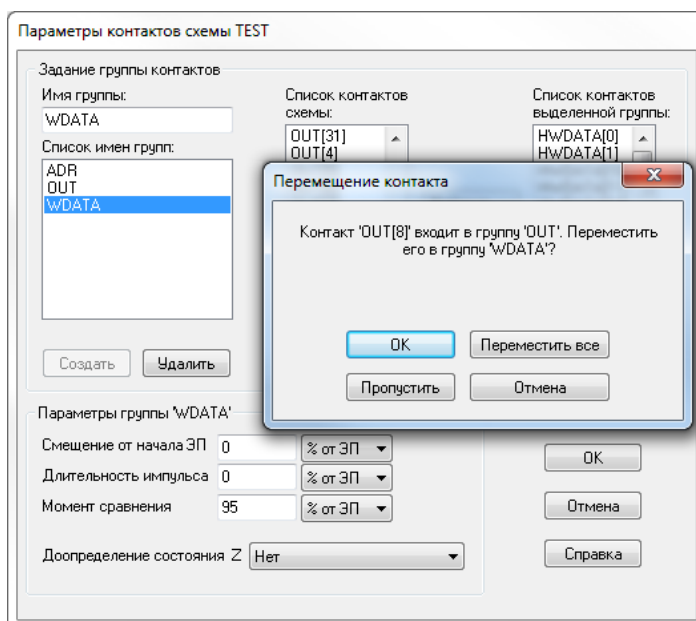 Параметры контактов схемы TEST
Задание группы контактов
Имя группы:
WDATA
Список имен групп:
ADR
OUT
WDATA
Создать
Удалить
Список контактов
схемы:
OUT[31]
OUT[4]
Список контактов
выделенной группы:
HWDATA[0]
HWDATA[1]
Перемещение контакта
Контакт 'OUT[8]' входит в группу 'OUT'. Переместить
его в группу 'WDATA'?
OK
Переместить все
Пропустить
Отмена
Параметры группы 'WDATA'
Смещение от начала ЭП 0 % от ЭП
Длительность импульса 0 % от ЭП
Момент сравнения 95 % от ЭП
Доопределение состояния Z Нет
OK
Отмена
Справка